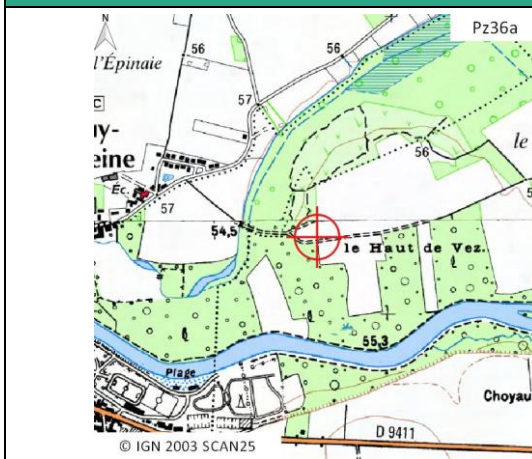 Pz36a
56
l'Épinaie
56
57
C
uy-
eine
Éc.
57
56
le
54,5
le Haut de Vez.
55,3
Plage
Choyau
D 9411
© IGN 2003 SCAN25